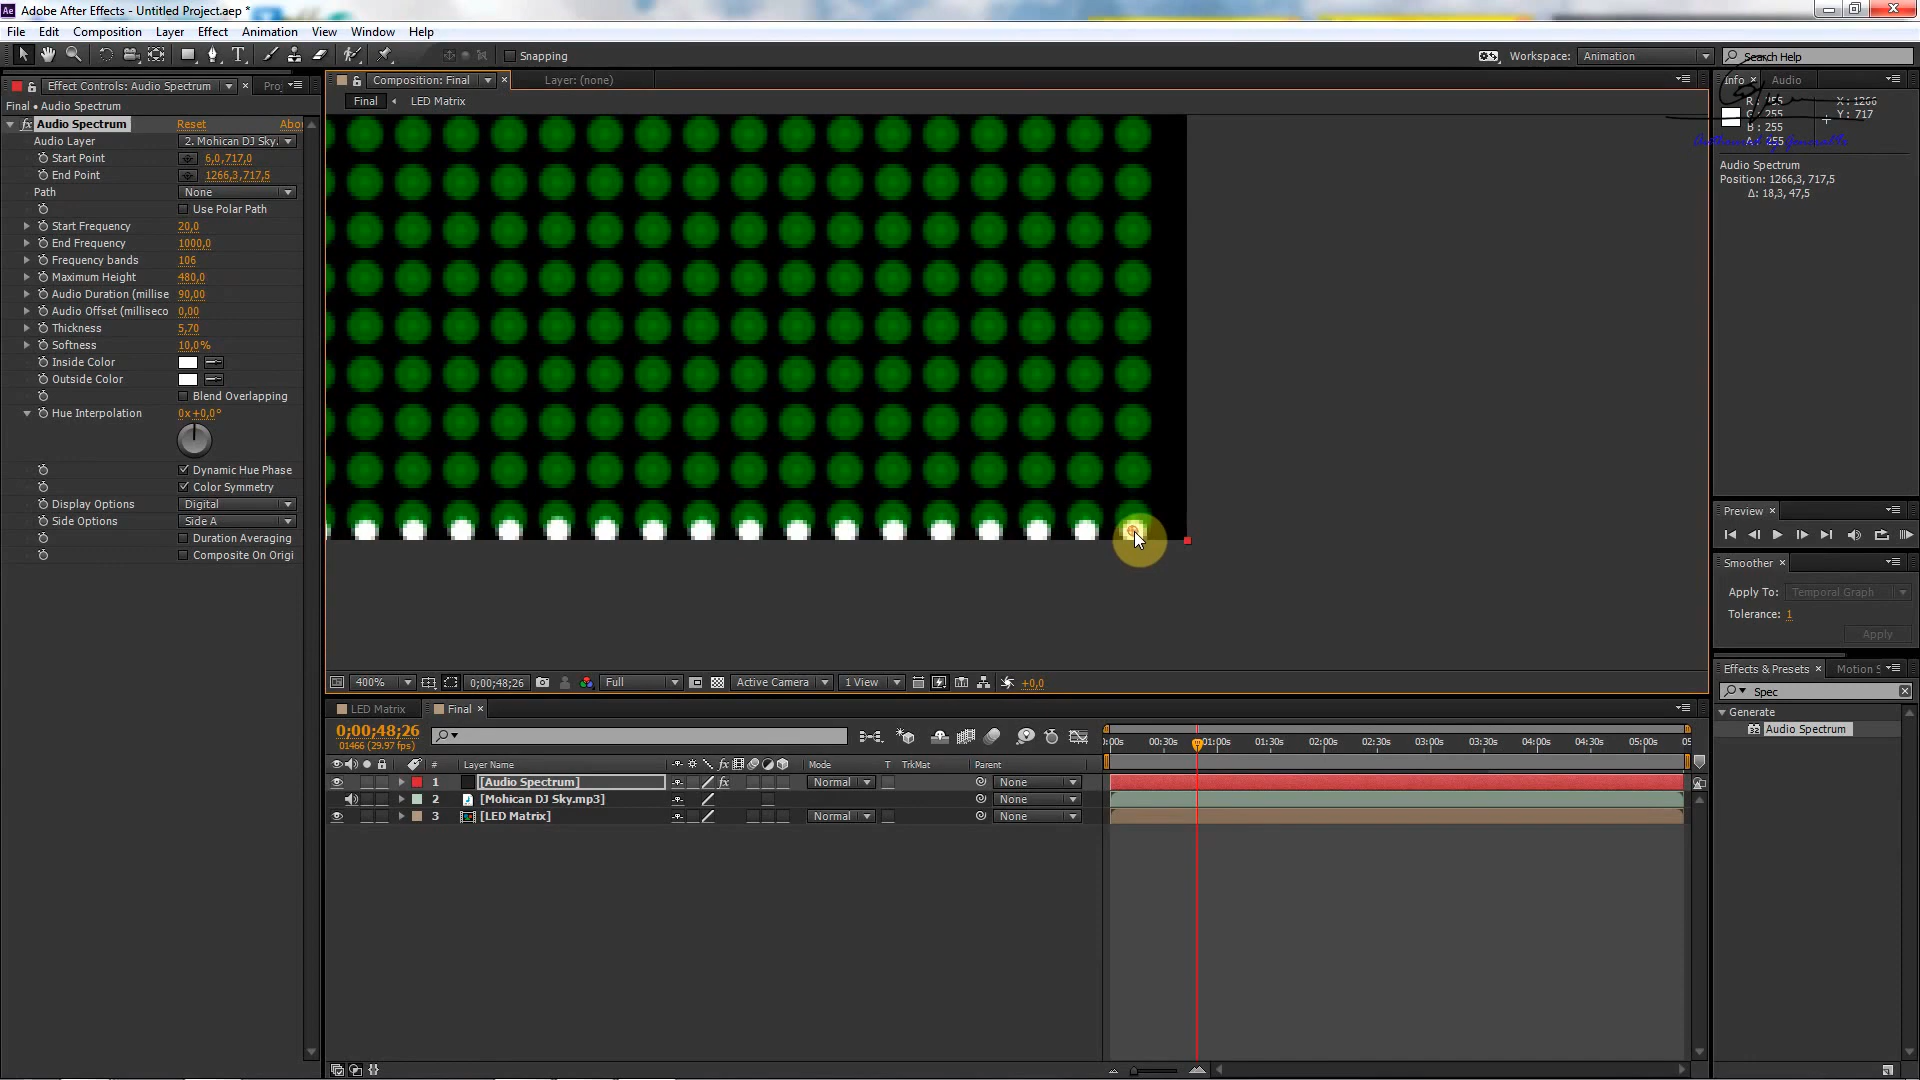 Adobe After Effects - Untitled Project.aep *
File Edit Composition Layer Effect Animation View Window Help
Snapping
Workspace: Animation
Search Help
Effect Controls: Audio Spectrum
Composition: Final
Layer: (none)
Info
Audio
Final • Audio Spectrum
Final
LED Matrix
R: 255
G: 255
B: 255
A: 255
X: 1266
Y: 717
fx Audio Spectrum Reset Abo
Audio Layer 2. Mohican DJ Sky.
Start Point 6,0,717,0
End Point 1266,3,717,5
Path None
Use Polar Path
Start Frequency 20,0
End Frequency 1000,0
Frequency bands 106
Maximum Height 480,0
Audio Duration (millise 90,00
Audio Offset (milliseco 0,00
Thickness 5,70
Softness 10,0%
Inside Color
Outside Color
Blend Overlapping
Hue Interpolation 0x+0,0°
Dynamic Hue Phase
Color Symmetry
Display Options Digital
Side Options Side A
Duration Averaging
Composite On Origi
Audio Spectrum
Position: 1266,3, 717,5
Δ: 18,3, 47,5
Preview
Smoother
Apply To: Temporal Graph
Tolerance: 1
Apply
Effects & Presets
Motion S
Spec
Generate
Audio Spectrum
400% 0;00;48;26 Full Active Camera 1 View +0,0
LED Matrix
Final
0;00;48;26
01466 (29.97 fps)
:00s 00:30s 01:00s 01:30s 02:00s 02:30s 03:00s 03:30s 04:00s 04:30s 05:00s 05
# Layer Name Mode T TrkMat Parent
1 [Audio Spectrum] fx Normal None
2 [Mohican DJ Sky.mp3] None
3 [LED Matrix] Normal None